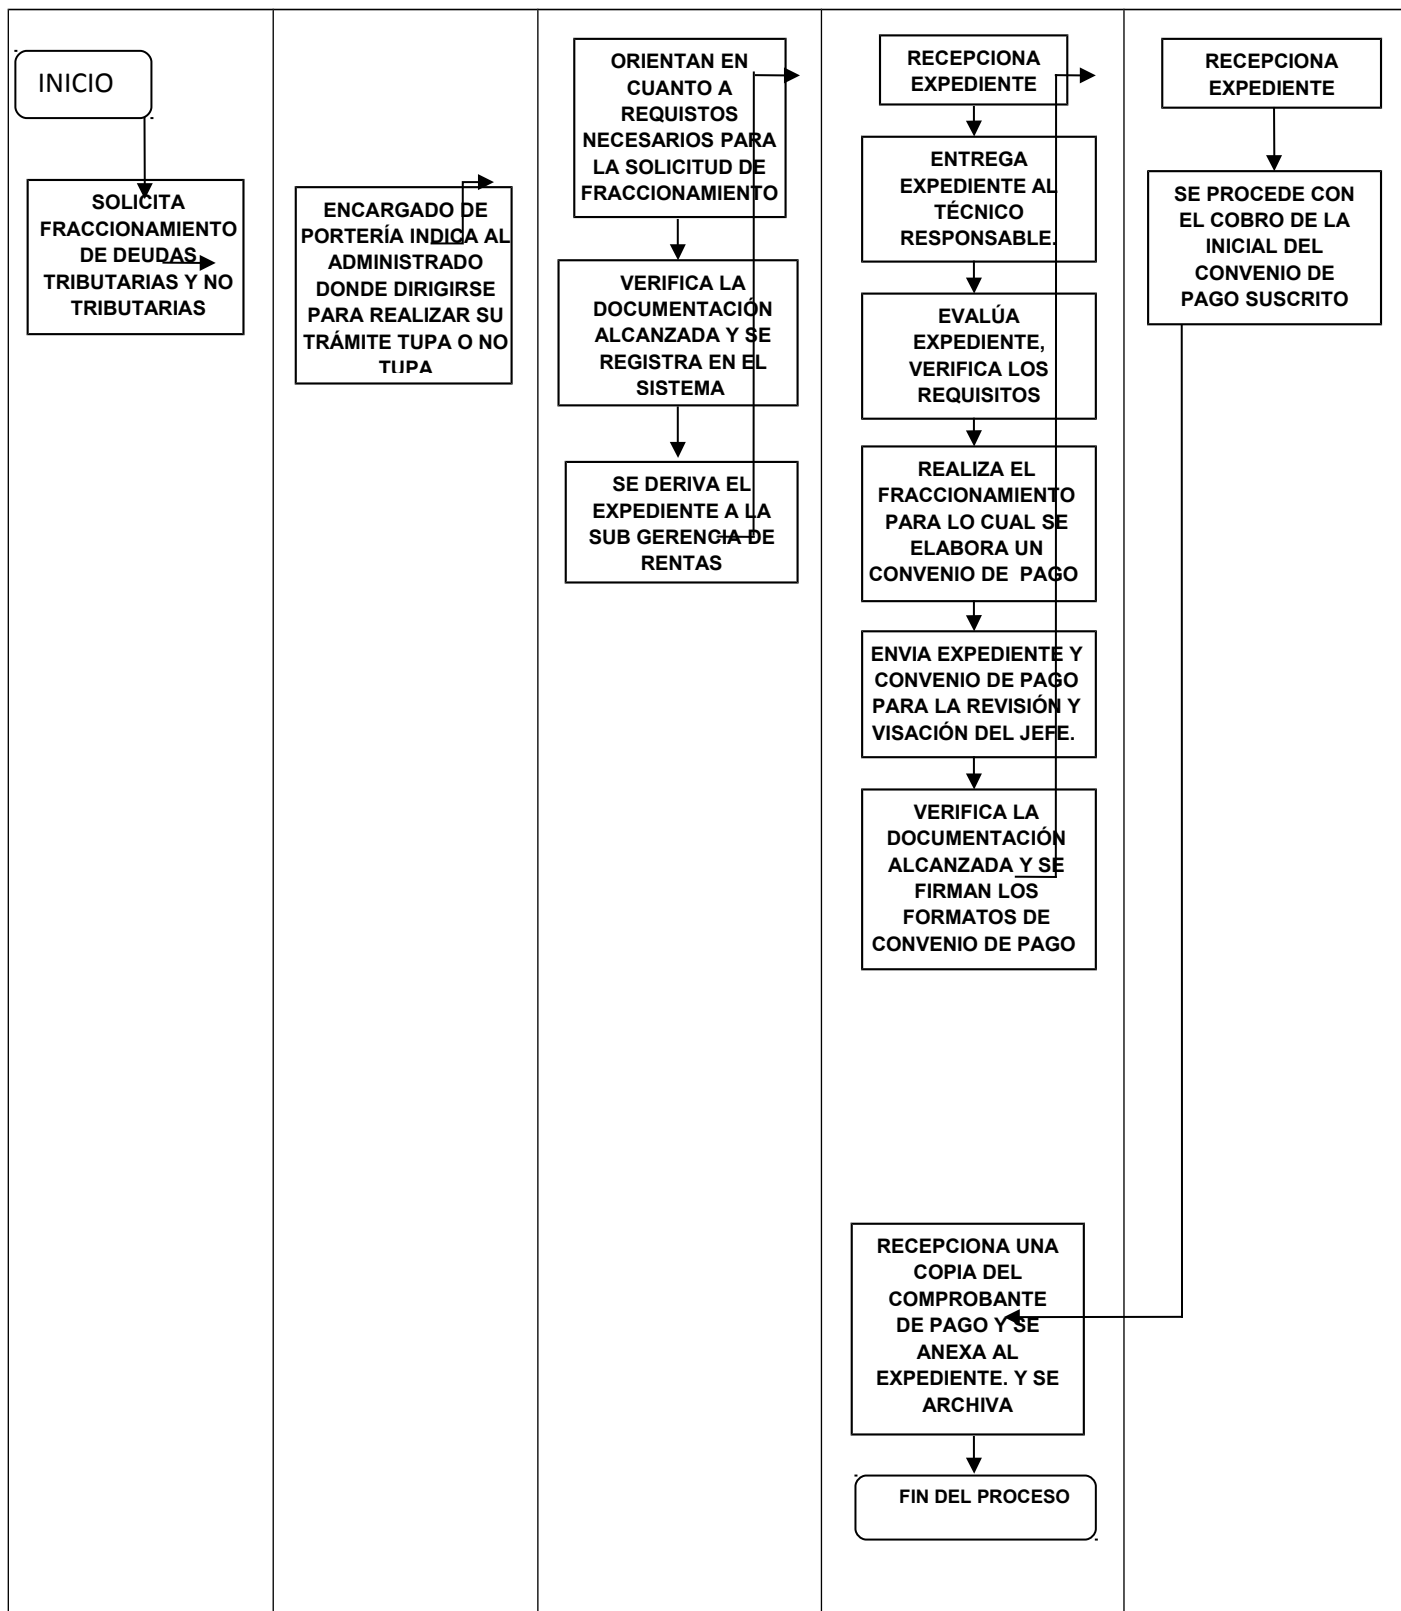 INICIO
SOLICITA
FRACCIONAMIENTO
DE DEUDAS
TRIBUTARIAS Y NO
TRIBUTARIAS
ENCARGADO DE
PORTERÍA INDICA AL
ADMINISTRADO
DONDE DIRIGIRSE
PARA REALIZAR SU
TRÁMITE TUPA O NO
TUPA
ORIENTAN EN
CUANTO A
REQUISTOS
NECESARIOS PARA
LA SOLICITUD DE
FRACCIONAMIENTO
VERIFICA LA
DOCUMENTACIÓN
ALCANZADA Y SE
REGISTRA EN EL
SISTEMA
SE DERIVA EL
EXPEDIENTE A LA
SUB GERENCIA DE
RENTAS
RECEPCIONA
EXPEDIENTE
ENTREGA
EXPEDIENTE AL
TÉCNICO
RESPONSABLE.
EVALÚA
EXPEDIENTE,
VERIFICA LOS
REQUISITOS
REALIZA EL
FRACCIONAMIENTO
PARA LO CUAL SE
ELABORA UN
CONVENIO DE PAGO
ENVIA EXPEDIENTE Y
CONVENIO DE PAGO
PARA LA REVISIÓN Y
VISACIÓN DEL JEFE.
VERIFICA LA
DOCUMENTACIÓN
ALCANZADA Y SE
FIRMAN LOS
FORMATOS DE
CONVENIO DE PAGO
RECEPCIONA
EXPEDIENTE
SE PROCEDE CON
EL COBRO DE LA
INICIAL DEL
CONVENIO DE
PAGO SUSCRITO
RECEPCIONA UNA
COPIA DEL
COMPROBANTE
DE PAGO Y SE
ANEXA AL
EXPEDIENTE. Y SE
ARCHIVA
FIN DEL PROCESO